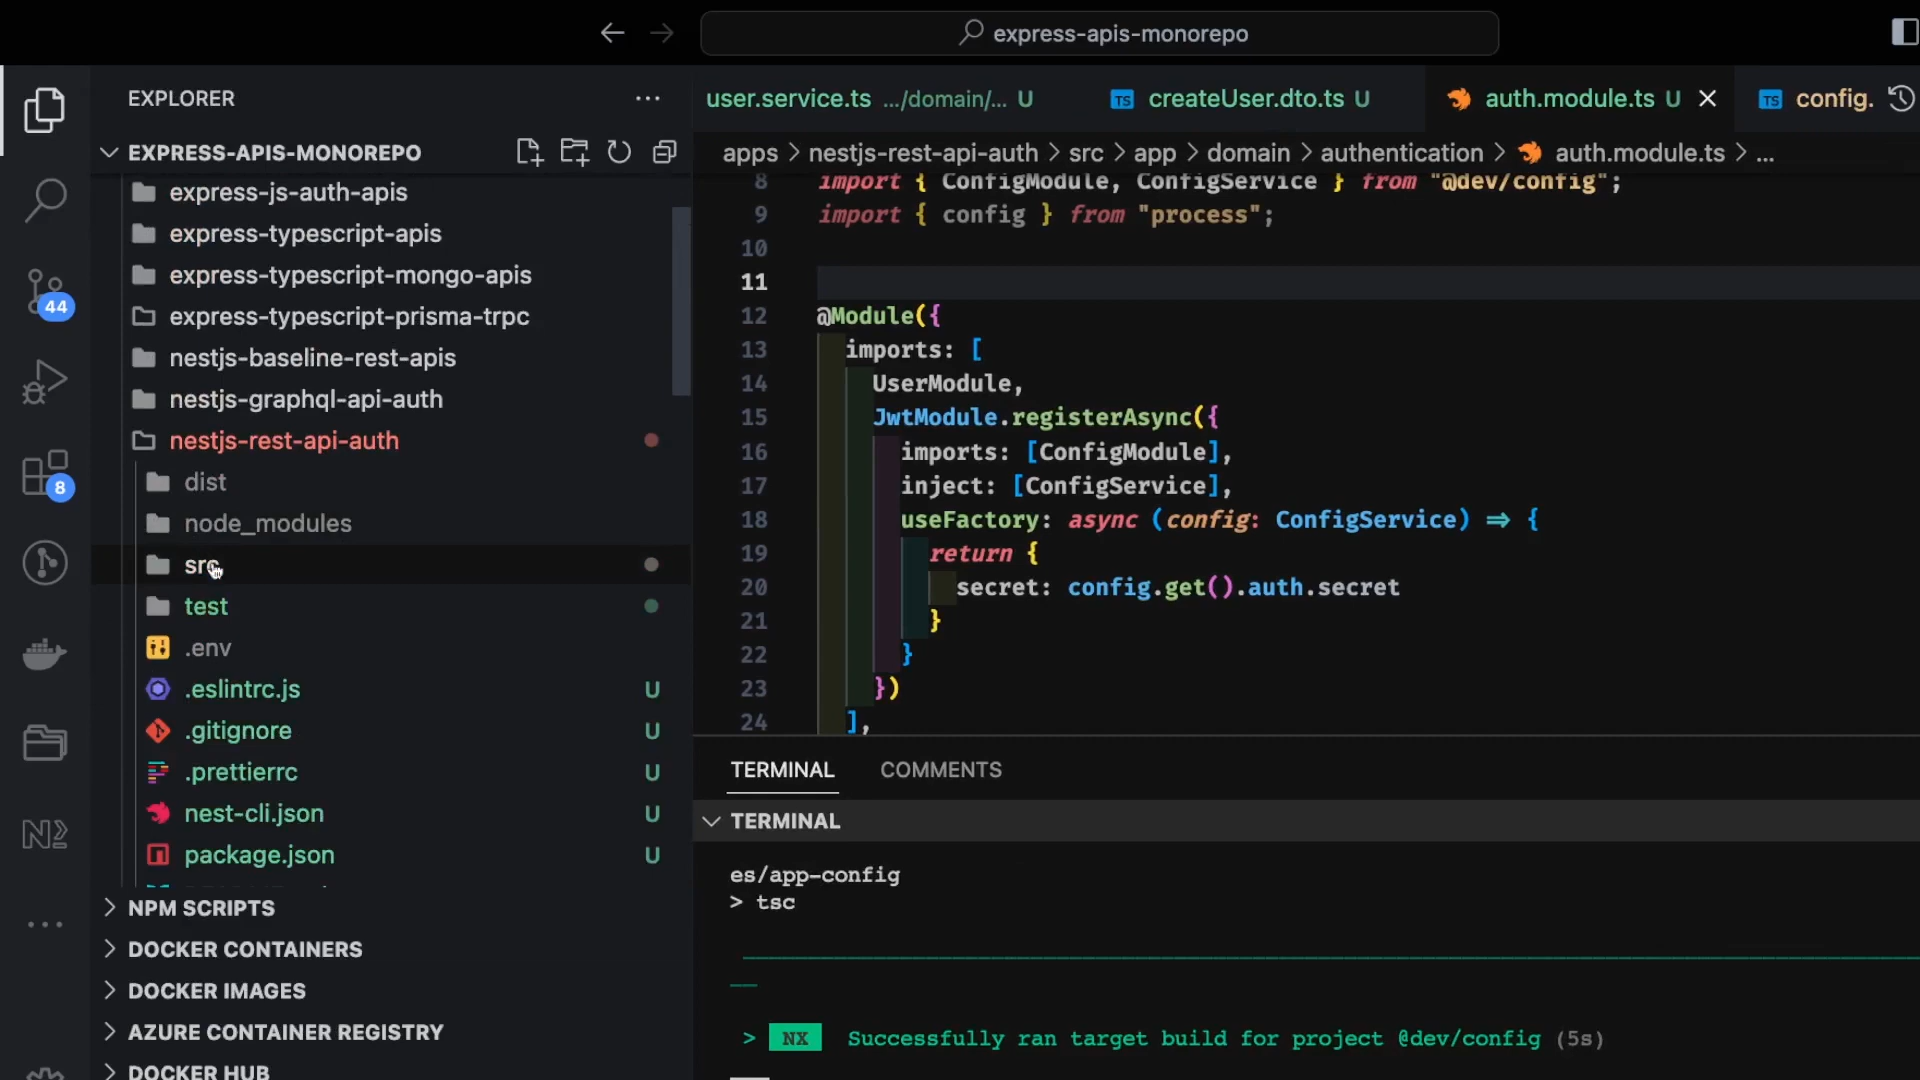 express-apis-monorepo
EXPLORER
EXPRESS-APIS-MONOREPO
express-js-auth-apis
express-typescript-apis
express-typescript-mongo-apis
express-typescript-prisma-trpc
nestjs-baseline-rest-apis
nestjs-graphql-api-auth
nestjs-rest-api-auth
dist
node_modules
src
test
.env
.eslintrc.js U
.gitignore U
.prettierrc U
nest-cli.json U
package.json U
NPM SCRIPTS
DOCKER CONTAINERS
DOCKER IMAGES
AZURE CONTAINER REGISTRY
DOCKER HUB
44
8
user.service.ts .../domain/... U
TS createUser.dto.ts U
auth.module.ts U
TS config.
apps > nestjs-rest-api-auth > src > app > domain > authentication > auth.module.ts > ...
8 import { ConfigModule, ConfigService } from "@dev/config";
9 import { config } from "process";
10
11
12 @Module({
13 imports: [
14 UserModule,
15 JwtModule.registerAsync({
16 imports: [ConfigModule],
17 inject: [ConfigService],
18 useFactory: async (config: ConfigService) ⇒ {
19 return {
20 secret: config.get().auth.secret
21 }
22 }
23 })
24 ],
TERMINAL COMMENTS
TERMINAL
es/app-config
> tsc
> NX Successfully ran target build for project @dev/config (5s)